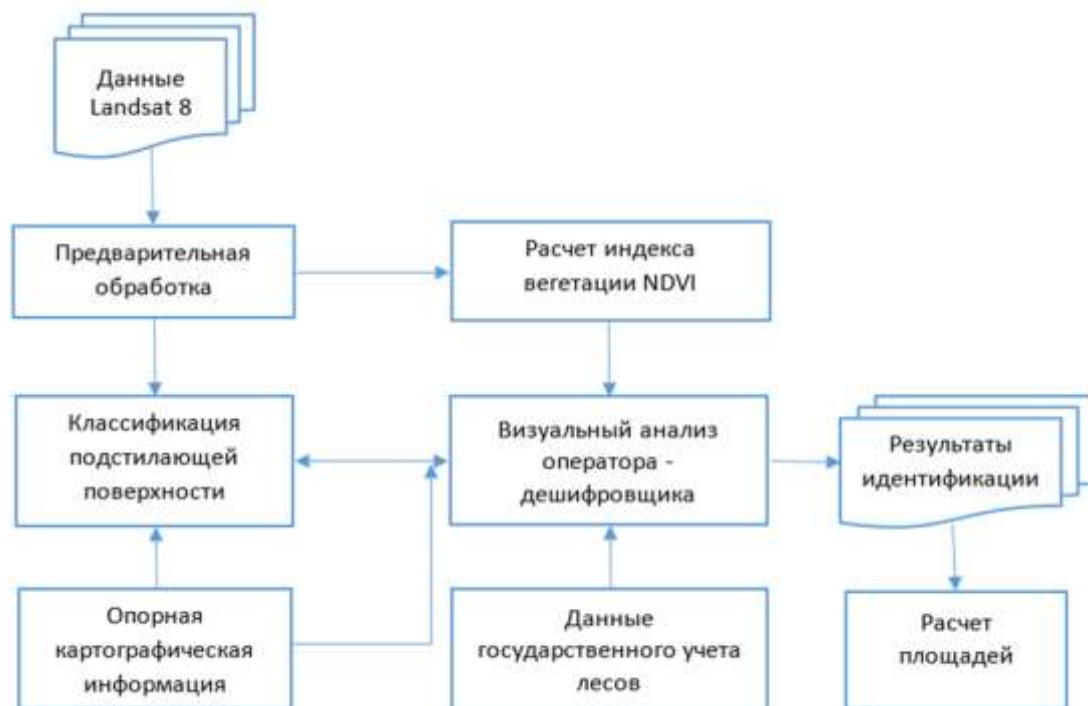 Данные
Landsat 8
Предварительная
обработка
Расчет индекса
вегетации NDVI
Классификация
подстилающей
поверхности
Визуальный анализ
оператора -
дешифровщика
Результаты
идентификации
Опорная
картографическая
информация
Данные
государственного учета
лесов
Расчет
площадей